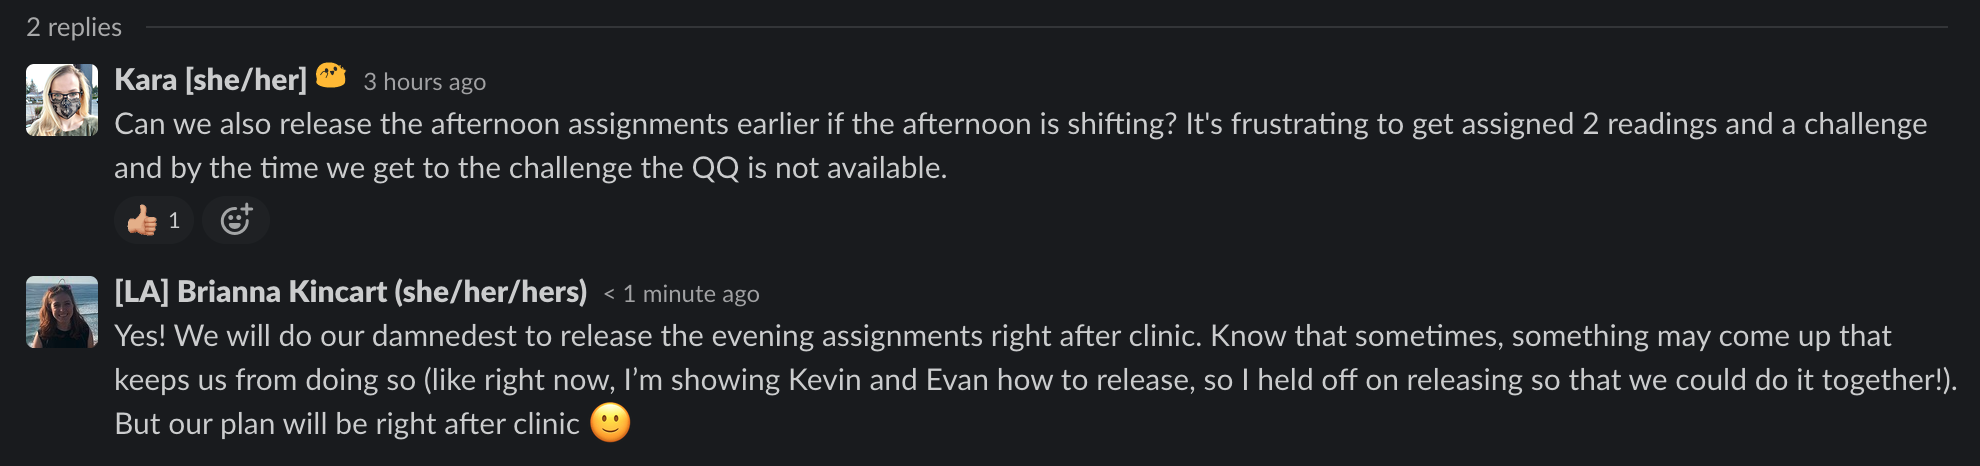 2 replies
Kara [she/her] 3 hours ago
Can we also release the afternoon assignments earlier if the afternoon is shifting? It's frustrating to get assigned 2 readings and a challenge
and by the time we get to the challenge the QQ is not available.
1
[LA] Brianna Kincart (she/her/hers) < 1 minute ago
Yes! We will do our damnedest to release the evening assignments right after clinic. Know that sometimes, something may come up that
keeps us from doing so (like right now, I’m showing Kevin and Evan how to release, so I held off on releasing so that we could do it together!).
But our plan will be right after clinic